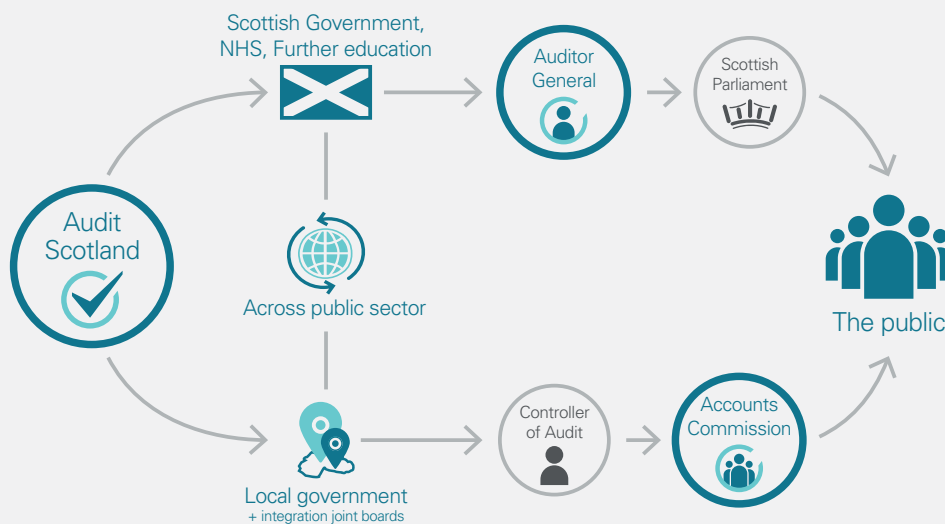 Scottish Government,
NHS, Further education
Auditor
General
Scottish
Parliament
Audit
Scotland
Across public sector
The public
Controller
of Audit
Accounts
Commission
Local government
+ integration joint boards